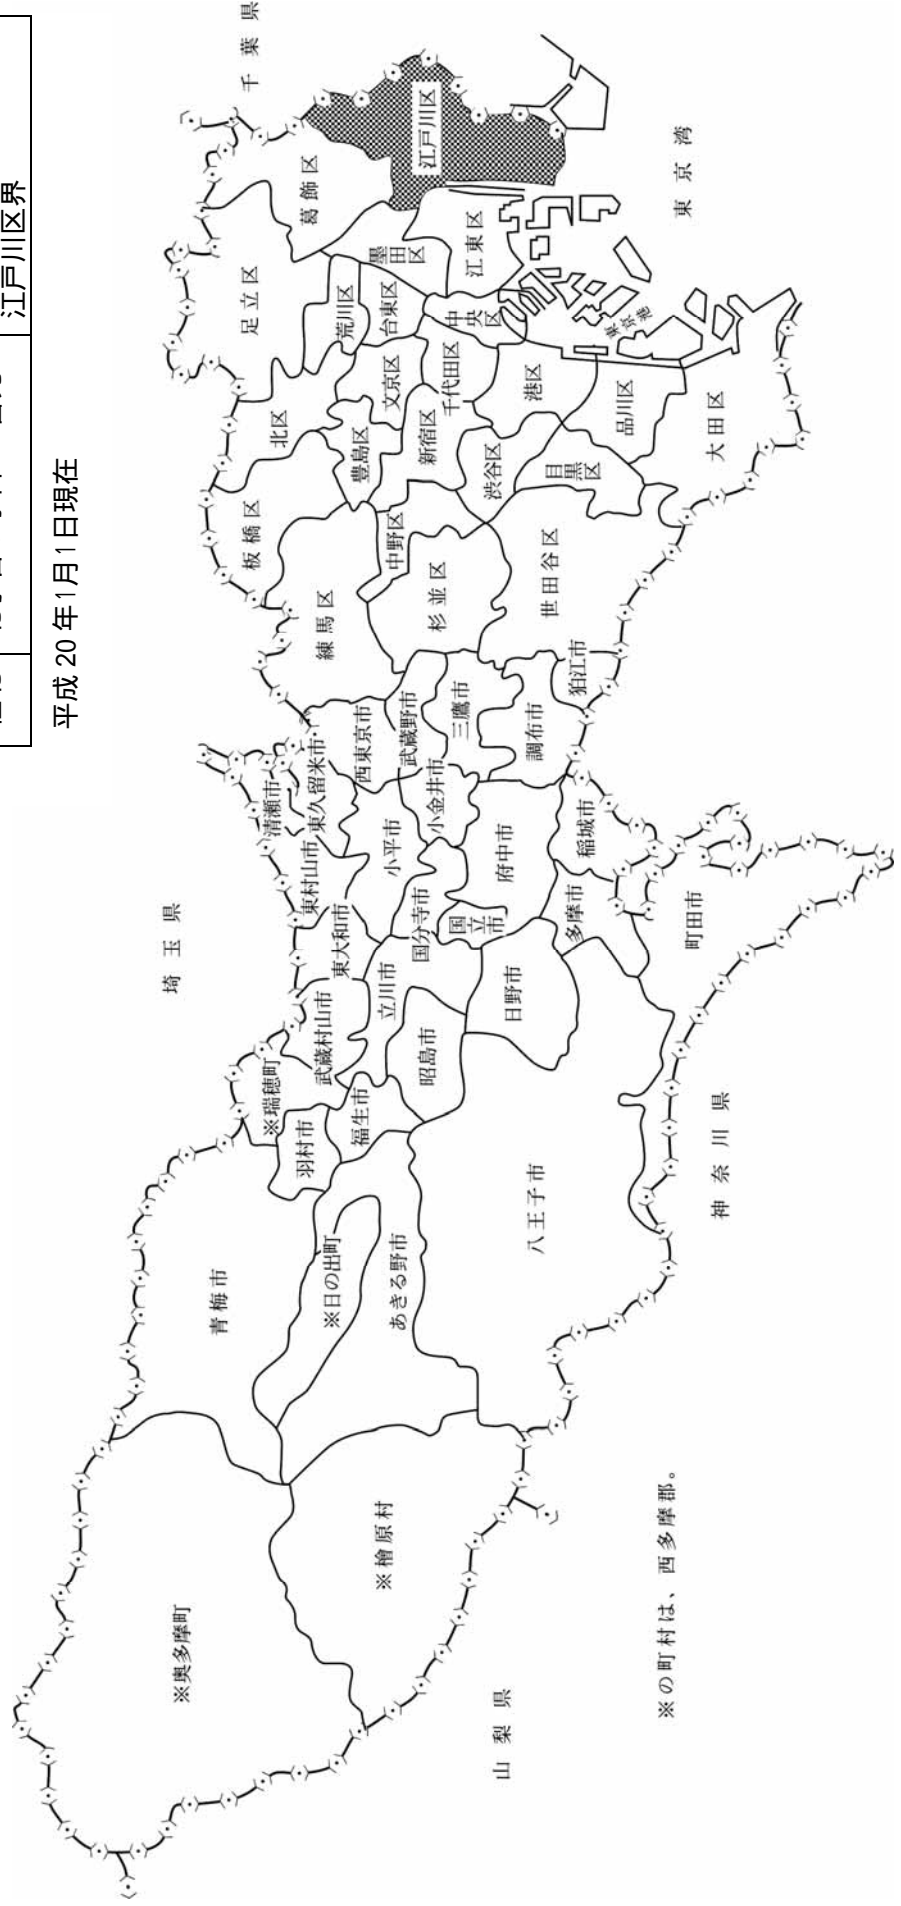 江戸川区界
平成20年1月1日現在
埼玉県
千葉県
※奥多摩町
青梅市
※檜原村
※日の出町
あきる野市
※瑞穂町
羽村市
福生市
武蔵村山市
東大和市
東村山市
清瀬市
東久留米市
立川市
昭島市
八王子市
日野市
国分寺市
国立市
小平市
小金井市
府中市
多摩市
稲城市
町田市
西東京市
武蔵野市
三鷹市
調布市
狛江市
練馬区
板橋区
北区
足立区
葛飾区
江戸川区
杉並区
中野区
豊島区
文京区
荒川区
台東区
墨田区
江東区
世田谷区
渋谷区
新宿区
千代田区
中央区
港区
目黒区
品川区
大田区
東京港
東京湾
山梨県
神奈川県
※の町村は、西多摩郡。